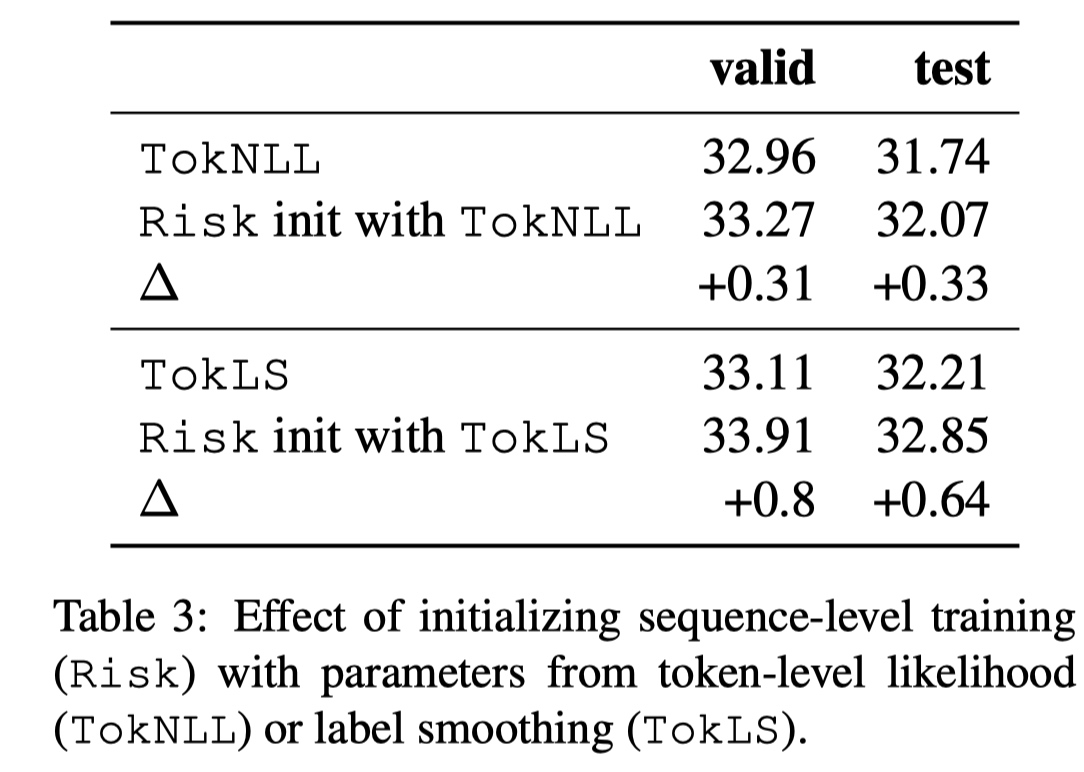 valid test
TokNLL 32.96 31.74
Risk init with TokNLL 33.27 32.07
Δ +0.31 +0.33
TokLS 33.11 32.21
Risk init with TokLS 33.91 32.85
Δ +0.8 +0.64
Table 3: Effect of initializing sequence-level training
(Risk) with parameters from token-level likelihood
(TokNLL) or label smoothing (TokLS).